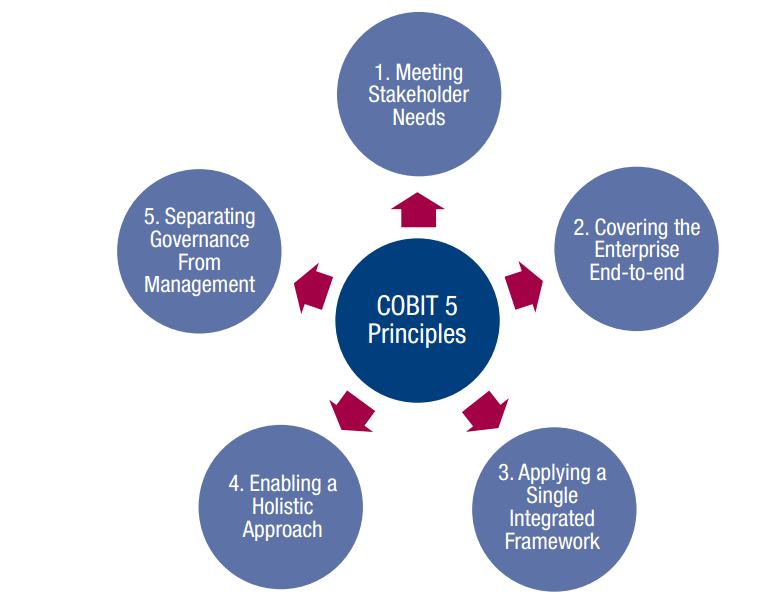 1. Meeting
Stakeholder
Needs
2. Covering the
Enterprise
End-to-end
3. Applying a
Single
Integrated
Framework
4. Enabling a
Holistic
Approach
5. Separating
Governance
From
Management
COBIT 5
Principles